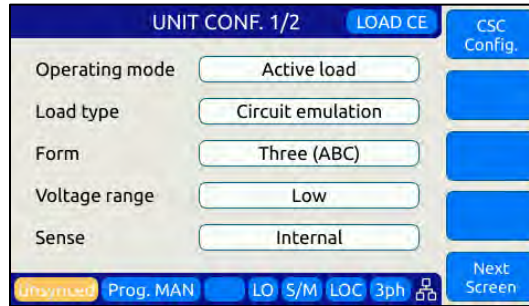 UNIT CONF. 1/2
LOAD CE
CSC
Config.
Operating mode
Active load
Load type
Circuit emulation
Form
Three (ABC)
Voltage range
Low
Sense
Internal
Unsynced
Prog. MAN
LO
S/M
LOC
3ph
Next
Screen